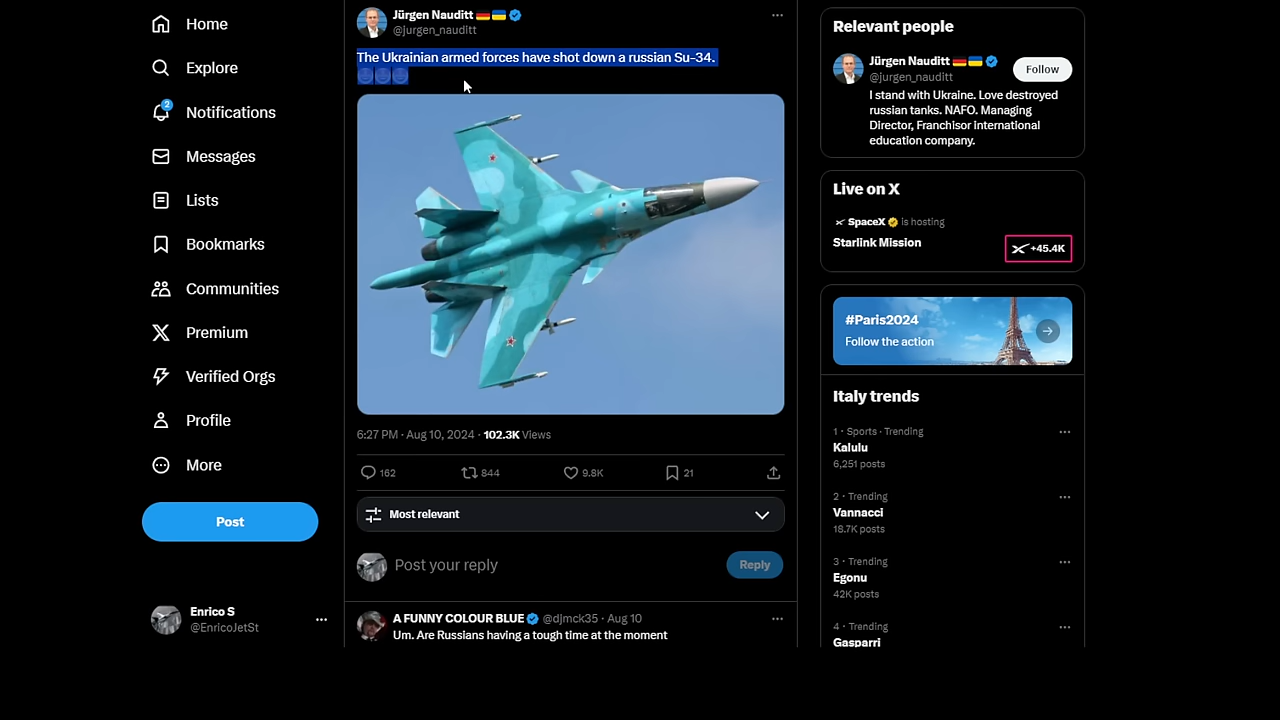 Home
Explore
2
Notifications
Messages
Lists
Bookmarks
Communities
Premium
Verified Orgs
Profile
More
Post
Enrico S
@EnricoJetSt
Jürgen Nauditt
@jurgen_nauditt
The Ukrainian armed forces have shot down a russian Su-34.
6:27 PM · Aug 10, 2024 · 102.3K Views
162 844 9.8K 21
Most relevant
Post your reply
Reply
A FUNNY COLOUR BLUE @djmck35 · Aug 10
Um. Are Russians having a tough time at the moment
Relevant people
Jürgen Nauditt
@jurgen_nauditt
Follow
I stand with Ukraine. Love destroyed
russian tanks. NAFO. Managing
Director, Franchisor international
education company.
Live on X
SpaceX is hosting
Starlink Mission
+45.4K
#Paris2024
Follow the action
Italy trends
1 · Sports · Trending
Kalulu
6,251 posts
2 · Trending
Vannacci
18.7K posts
3 · Trending
Egonu
42K posts
4 · Trending
Gasparri